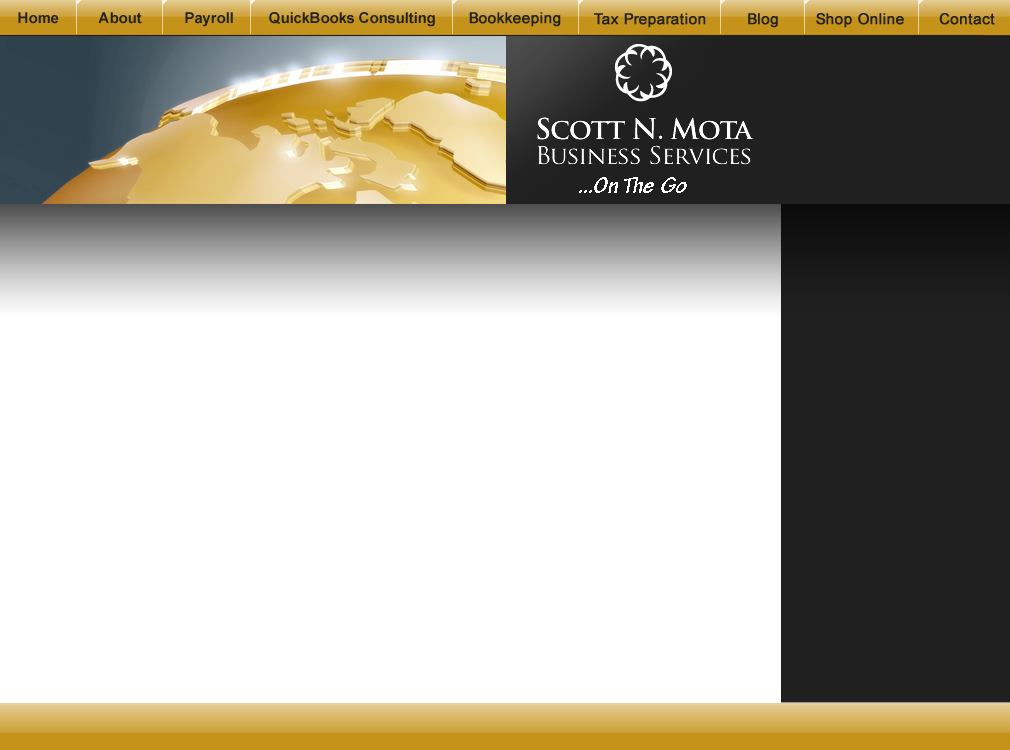 Home About Payroll QuickBooks Consulting Bookkeeping Tax Preparation Blog Shop Online Contact
SCOTT N. MOTA
BUSINESS SERVICES
...On The Go